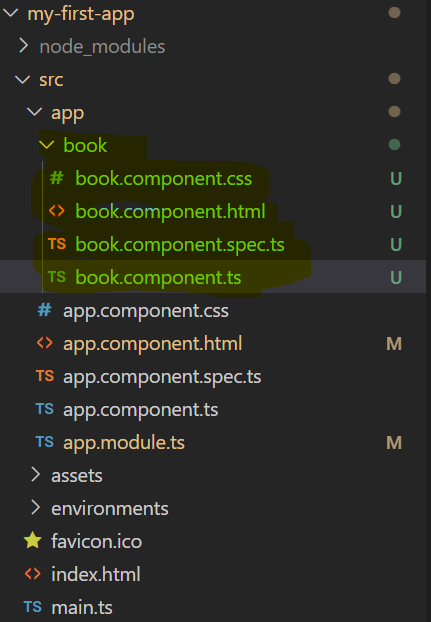 my-first-app
node_modules
src
app
book
# book.component.css U
<> book.component.html U
TS book.component.spec.ts U
TS book.component.ts U
# app.component.css
<> app.component.html M
TS app.component.spec.ts
TS app.component.ts
TS app.module.ts M
assets
environments
favicon.ico
<> index.html
TS main.ts